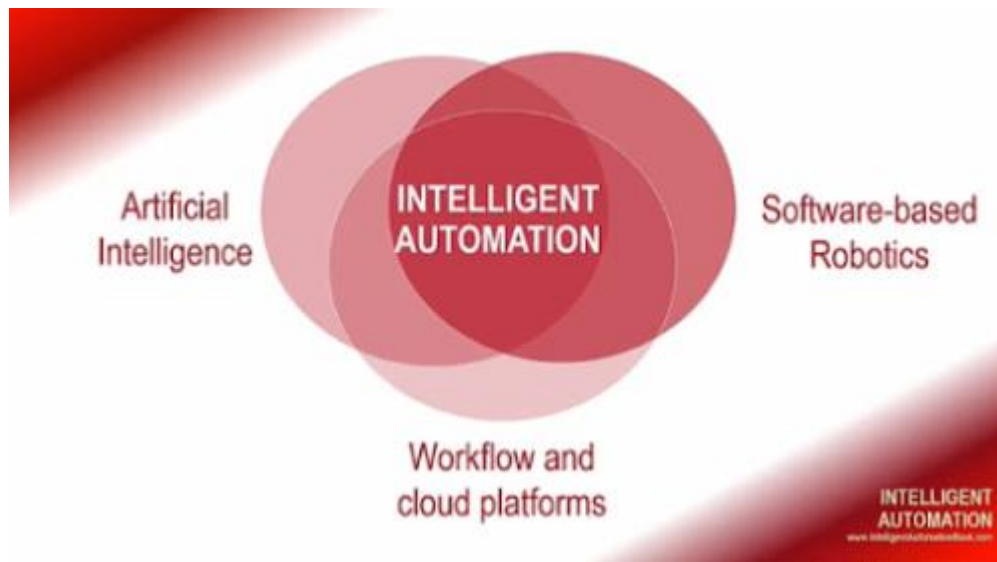 Artificial
Intelligence
INTELLIGENT
AUTOMATION
Software-based
Robotics
Workflow and
cloud platforms
INTELLIGENT
AUTOMATION